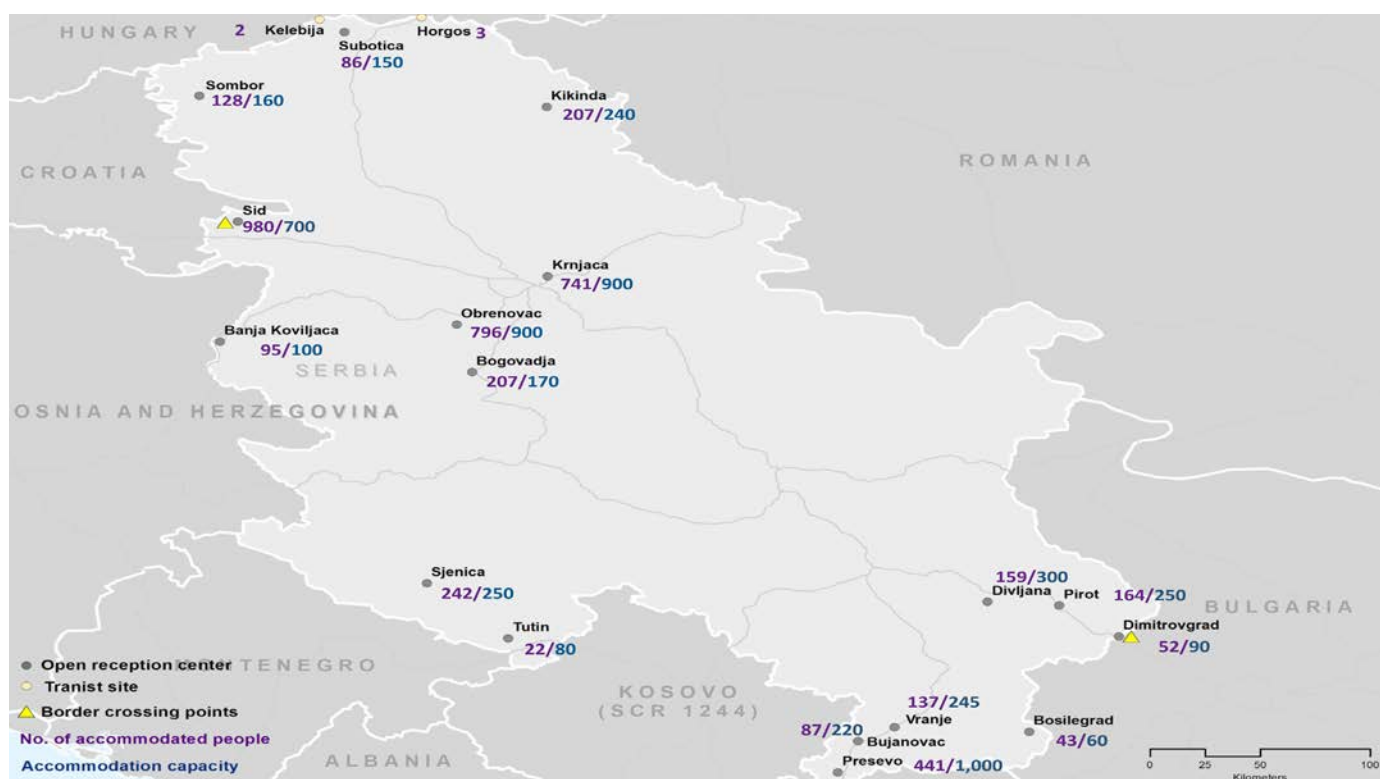 HUNGARY
2 Kelebija
Horgos 3
Subotica
86/150
Sombor
128/160
Kikinda
207/240
ROMANIA
CROATIA
Sid
980/700
Krnjaca
741/900
Obrenovac
796/900
Banja Koviljaca
95/100
Bogovadja
207/170
SERBIA
OSNIA AND HERZEGOVINA
Sjenica
242/250
159/300
Divljana
Pirot
164/250
BULGARIA
Dimitrovgrad
52/90
Tutin
22/80
MONTENEGRO
KOSOVO
(SCR 1244)
137/245
Vranje
87/220
Bujanovac
Bosilegrad
43/60
Presevo 441/1,000
ALBANIA
Open reception center
Tranist site
Border crossing points
No. of accommodated people
Accommodation capacity
0 25 50 100
Kilometers